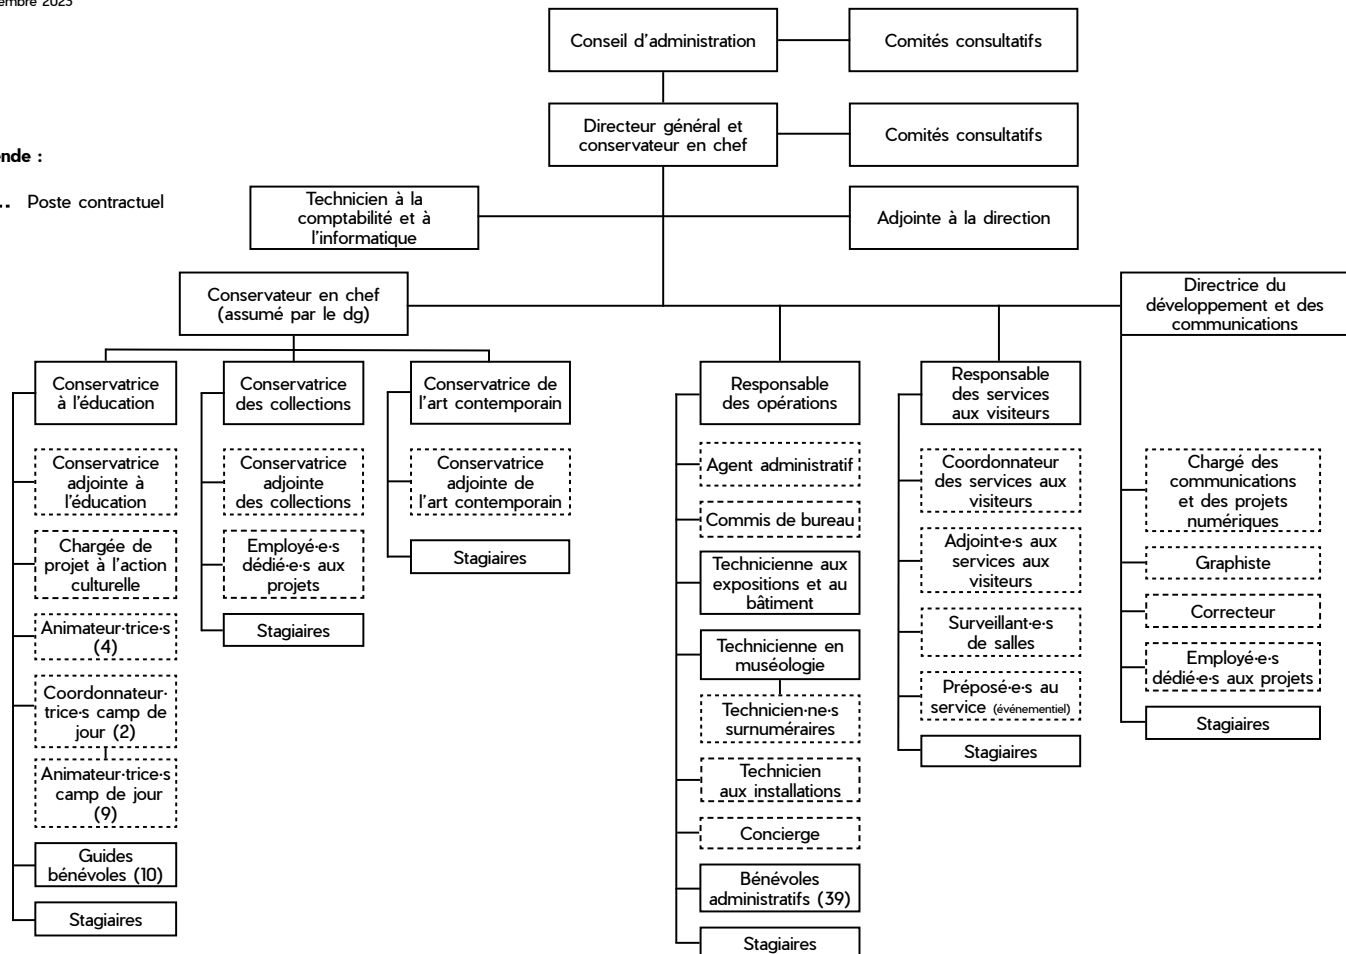 2023
Conseil d'administration
Comités consultatifs
Directeur général et
conservateur en chef
Comités consultatifs
Poste contractuel
Technicien à la
comptabilité et à
l'informatique
Adjointe à la direction
Conservateur en chef
(assumé par le dg)
Directrice du
développement et des
communications
Conservatrice
à l'éducation
Conservatrice
adjointe à
l'éducation
Chargée de
projet à l'action
culturelle
Animateur·trice·s
(4)
Coordonnateur·
trice·s camp de
jour (2)
Animateur·trice·s
camp de jour
(9)
Guides
bénévoles (10)
Stagiaires
Conservatrice
des collections
Conservatrice
adjointe
des collections
Employé·e·s
dédié·e·s aux
projets
Stagiaires
Conservatrice de
l'art contemporain
Conservatrice
adjointe de
l'art contemporain
Stagiaires
Responsable
des opérations
Agent administratif
Commis de bureau
Technicienne aux
expositions et au
bâtiment
Technicienne en
muséologie
Technicien·ne·s
surnuméraires
Technicien
aux installations
Concierge
Bénévoles
administratifs (39)
Stagiaires
Responsable
des services
aux visiteurs
Coordonnateur
des services aux
visiteurs
Adjoint·e·s aux
services aux
visiteurs
Surveillant·e·s
de salles
Préposé·e·s au
service (événementiel)
Stagiaires
Chargé des
communications
et des projets
numériques
Graphiste
Correcteur
Employé·e·s
dédié·e·s aux projets
Stagiaires